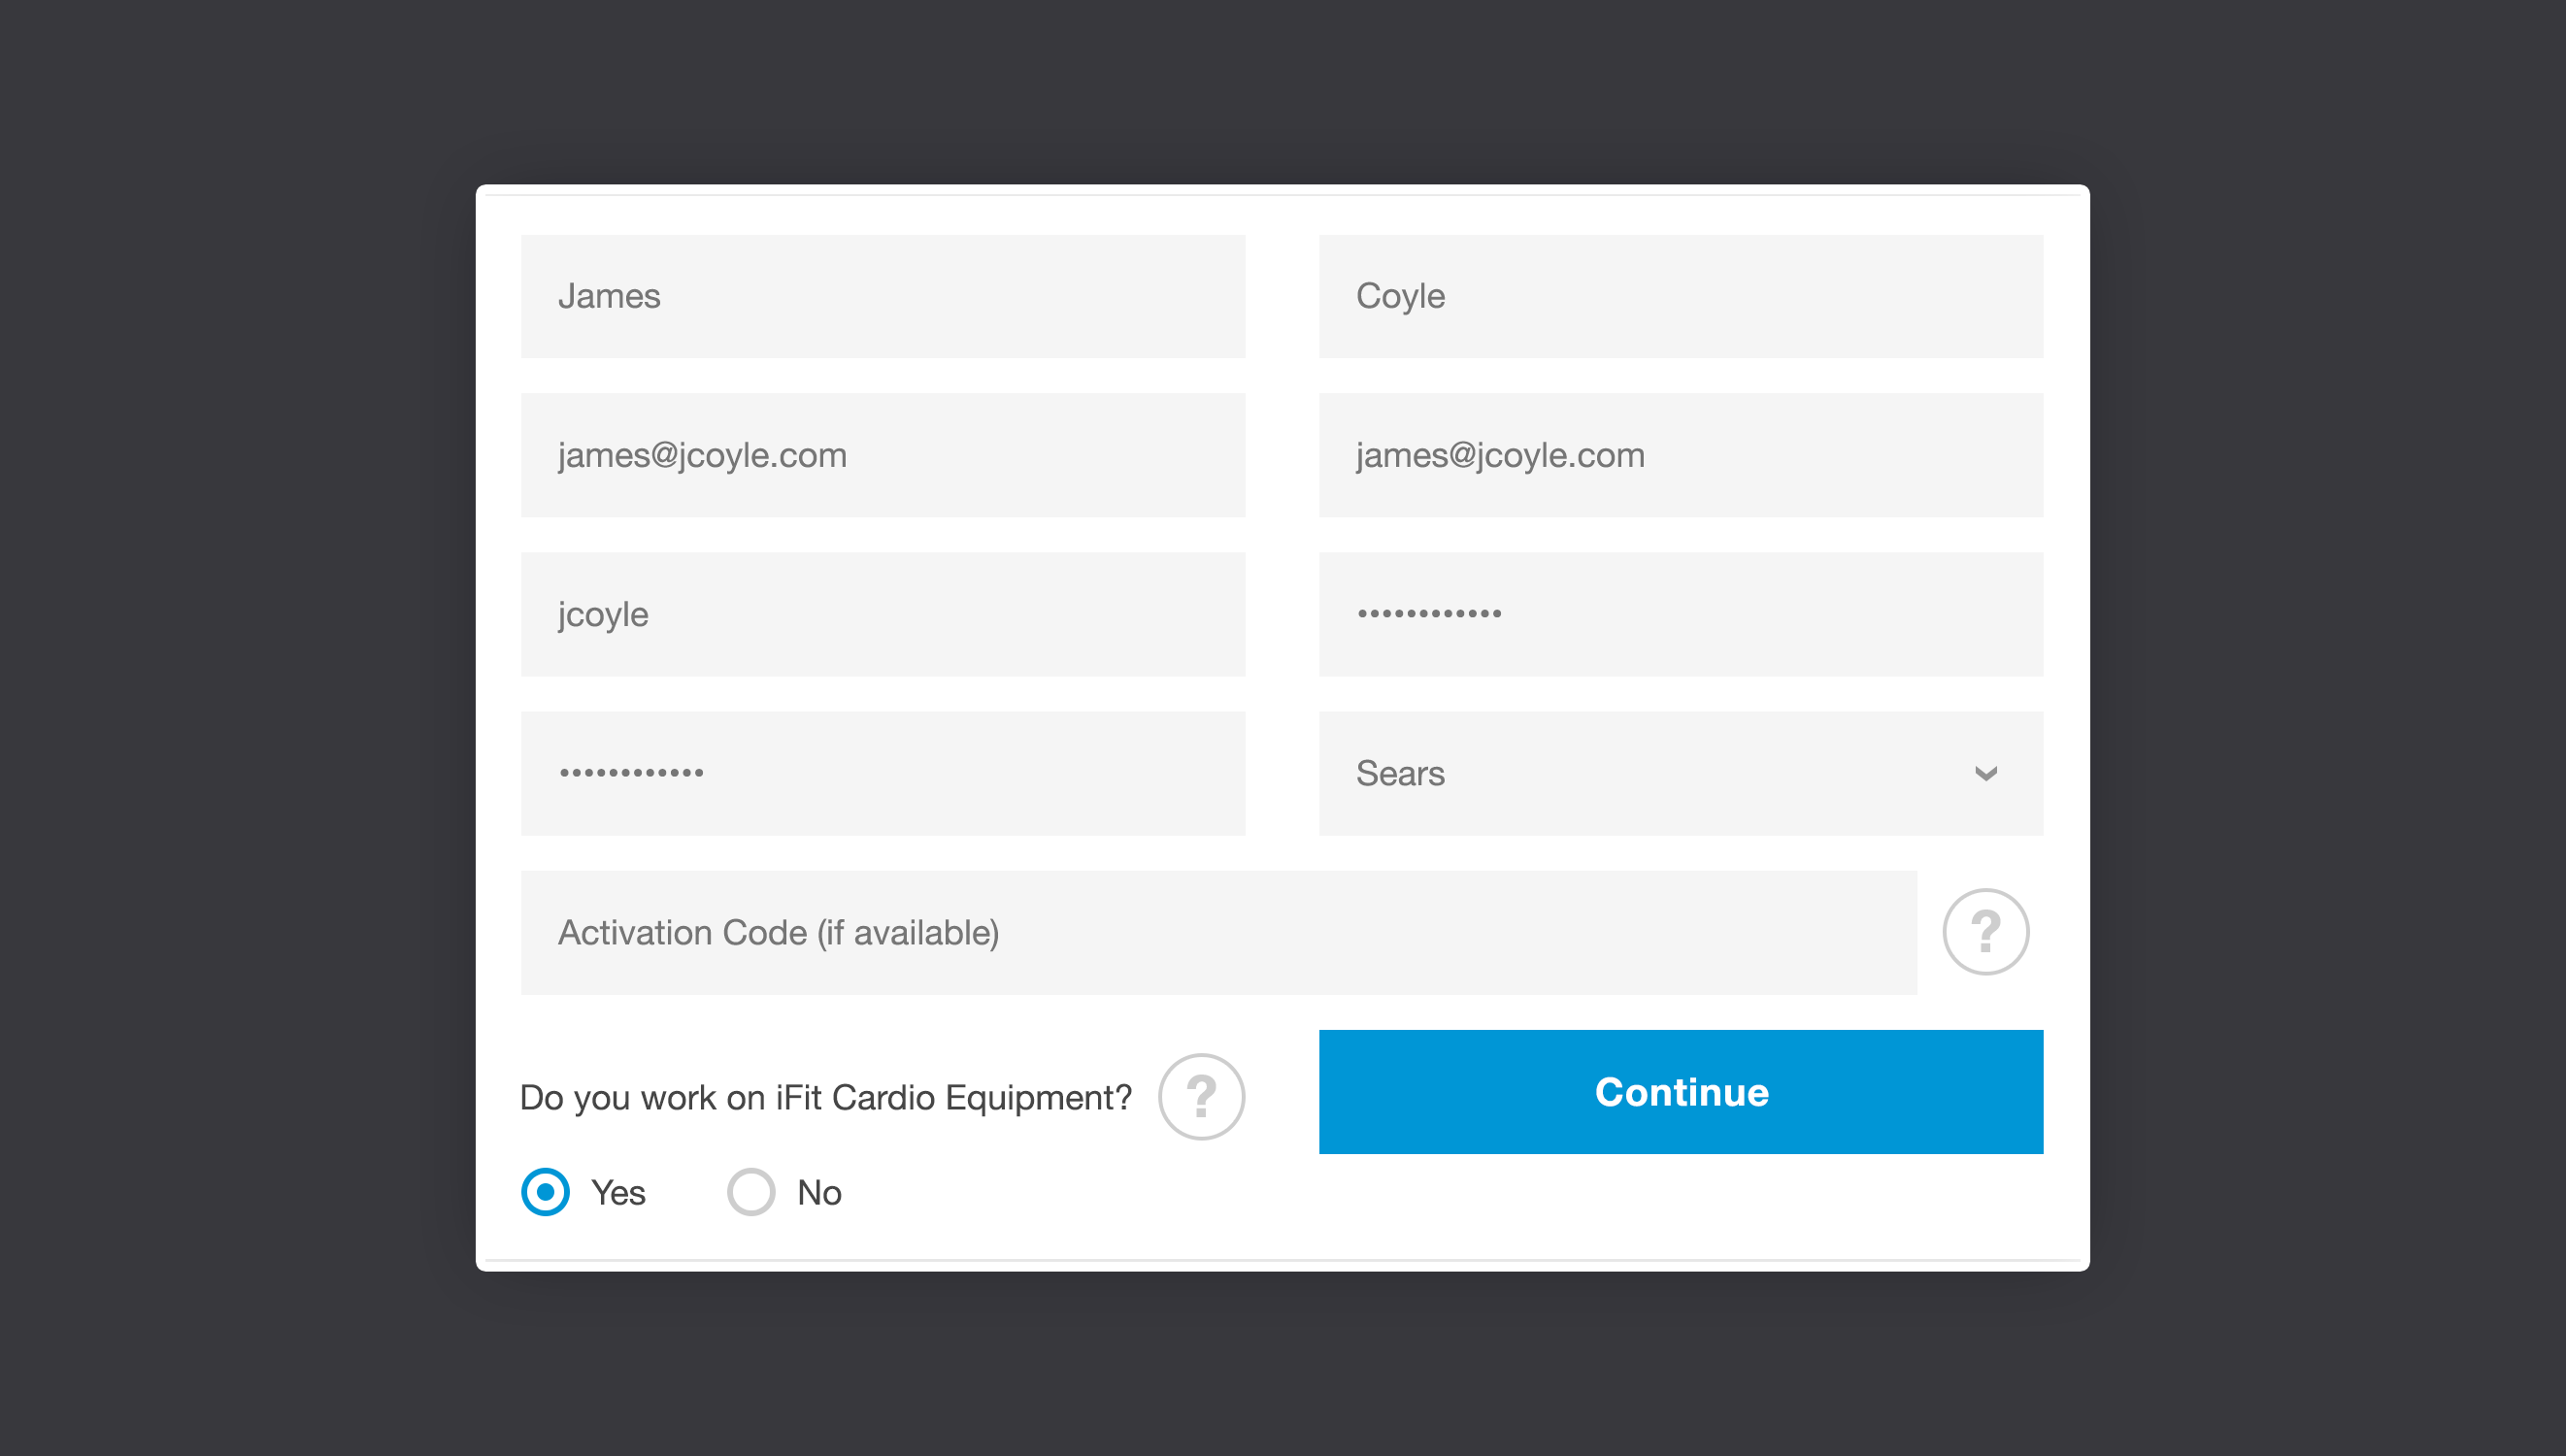 James
Coyle
james@jcoyle.com
james@jcoyle.com
jcoyle
••••••••••••
••••••••••••
Sears
Activation Code (if available)
?
Do you work on iFit Cardio Equipment?
?
Continue
Yes
No